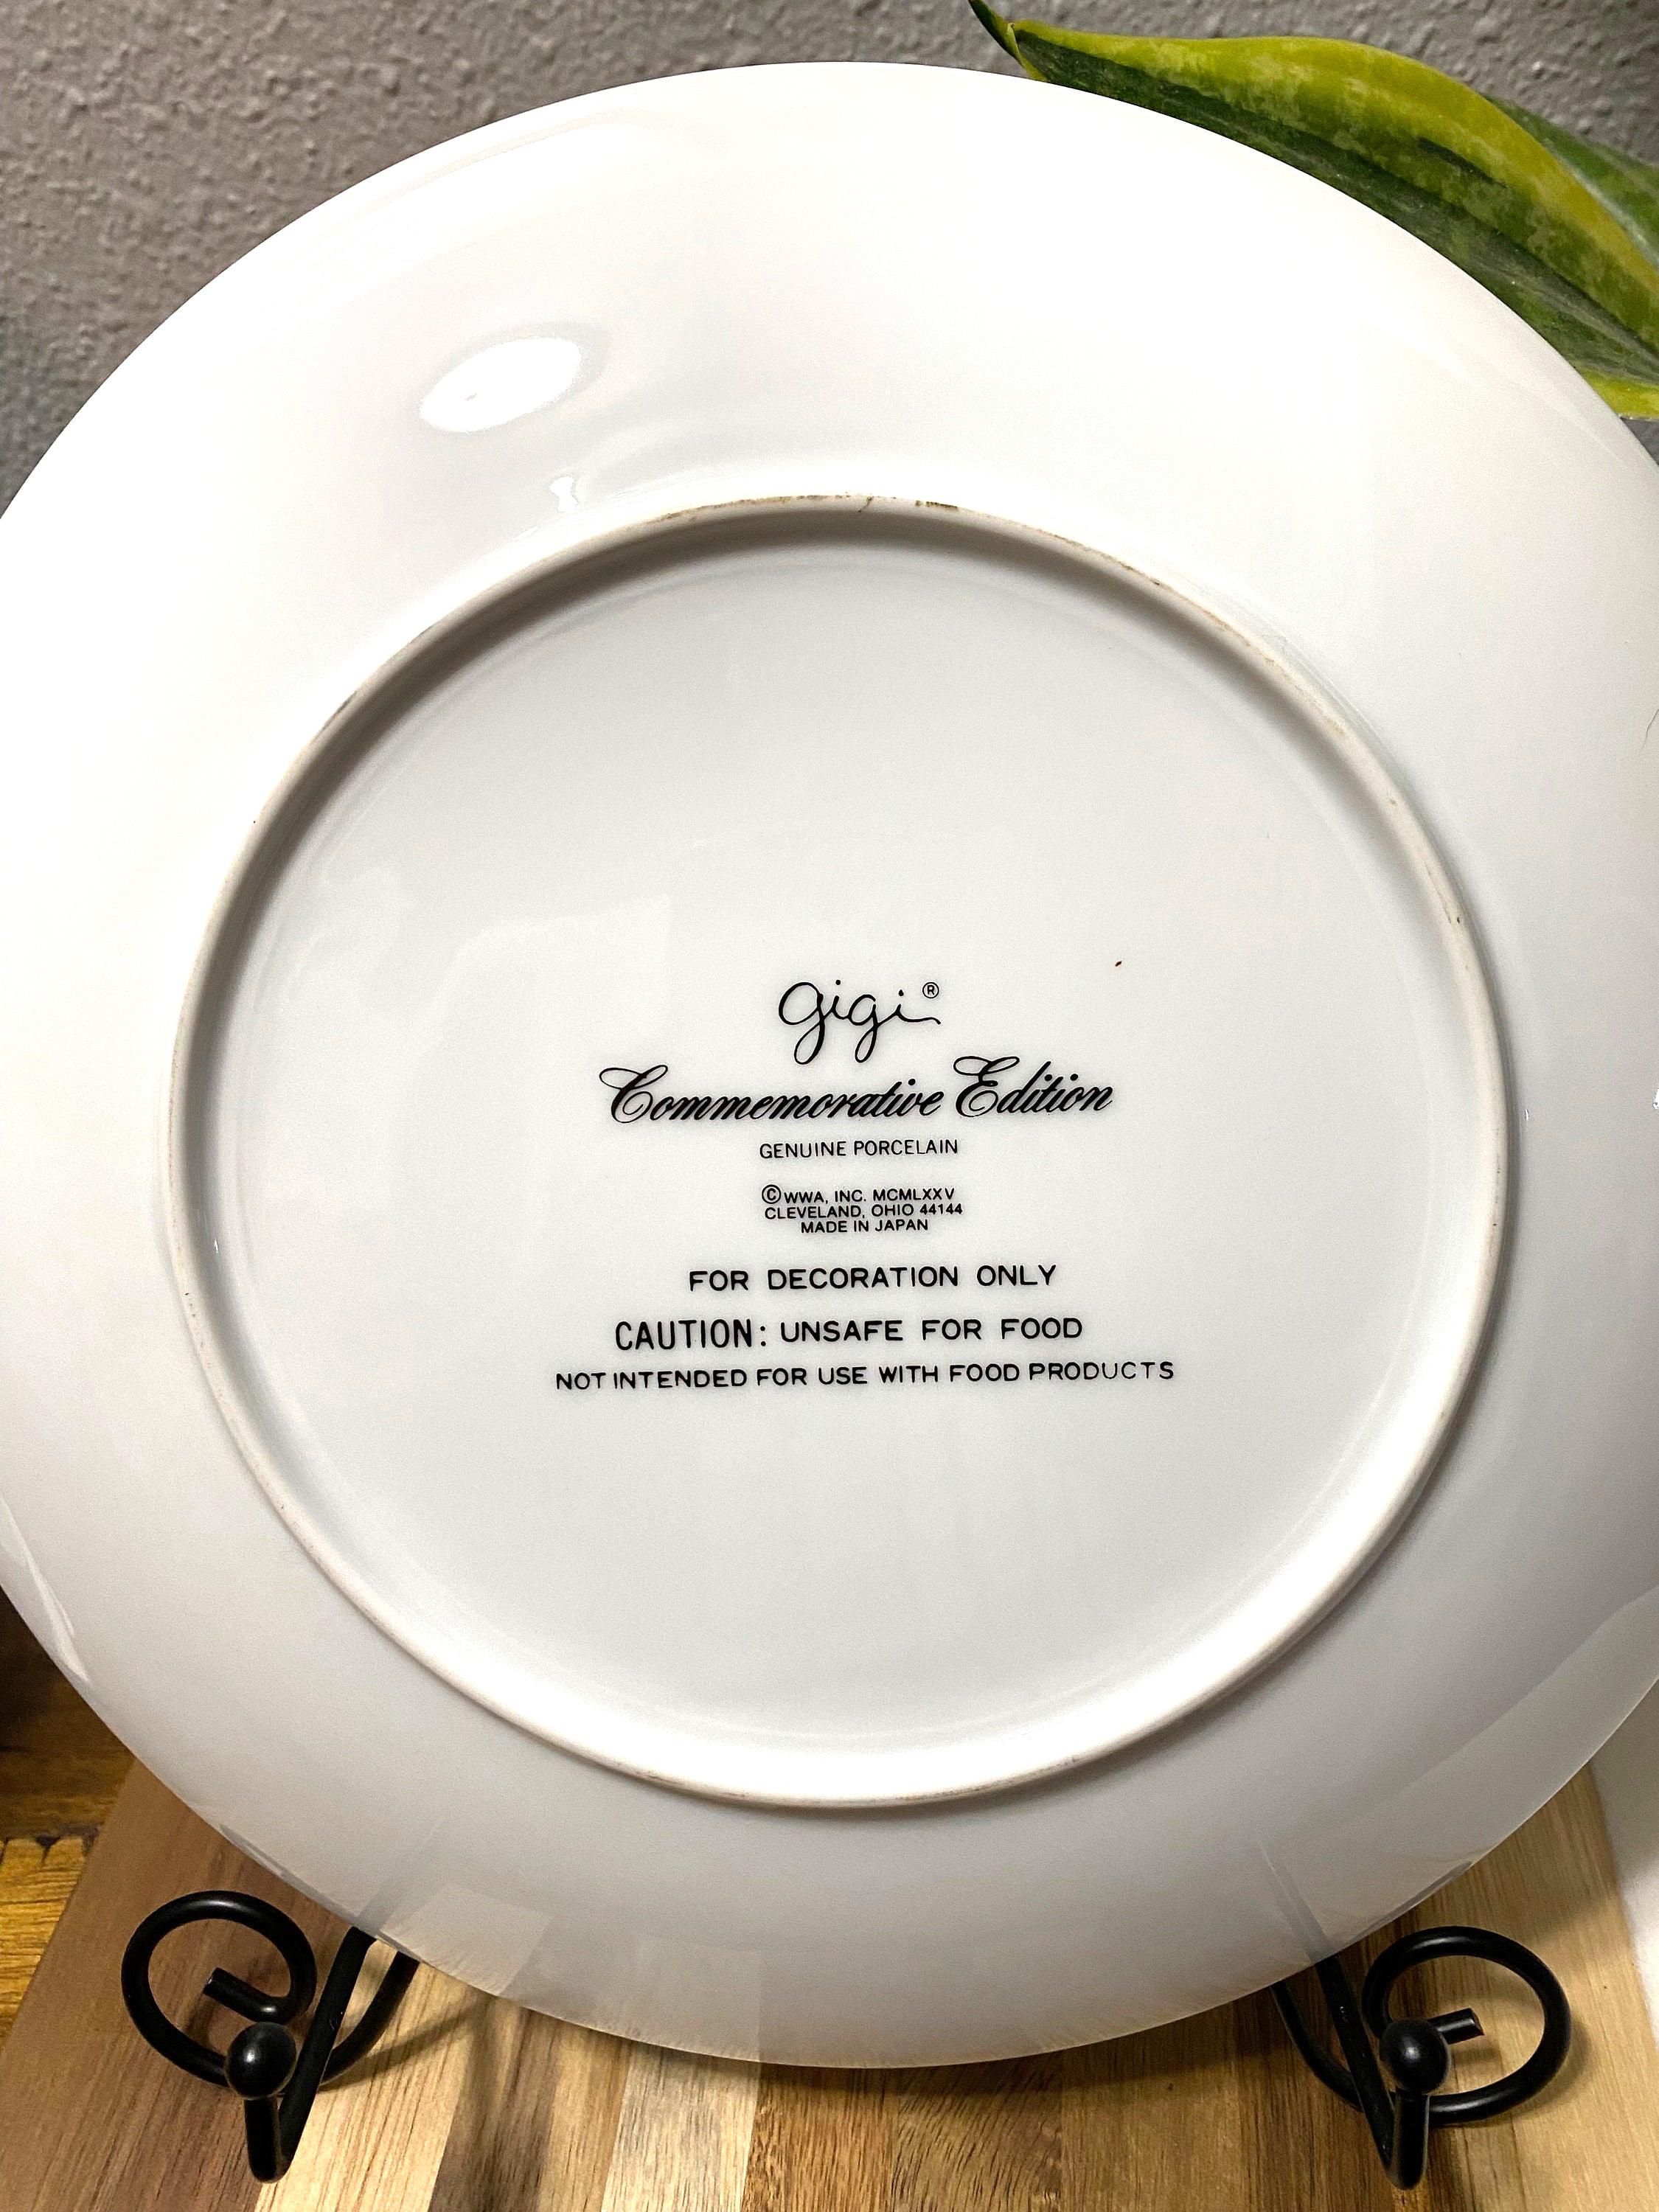 gigi®
Commemorative Edition
GENUINE PORCELAIN
©WWA, INC. MCMLXXV
CLEVELAND, OHIO 44144
MADE IN JAPAN
FOR DECORATION ONLY
CAUTION: UNSAFE FOR FOOD
NOT INTENDED FOR USE WITH FOOD PRODUCTS